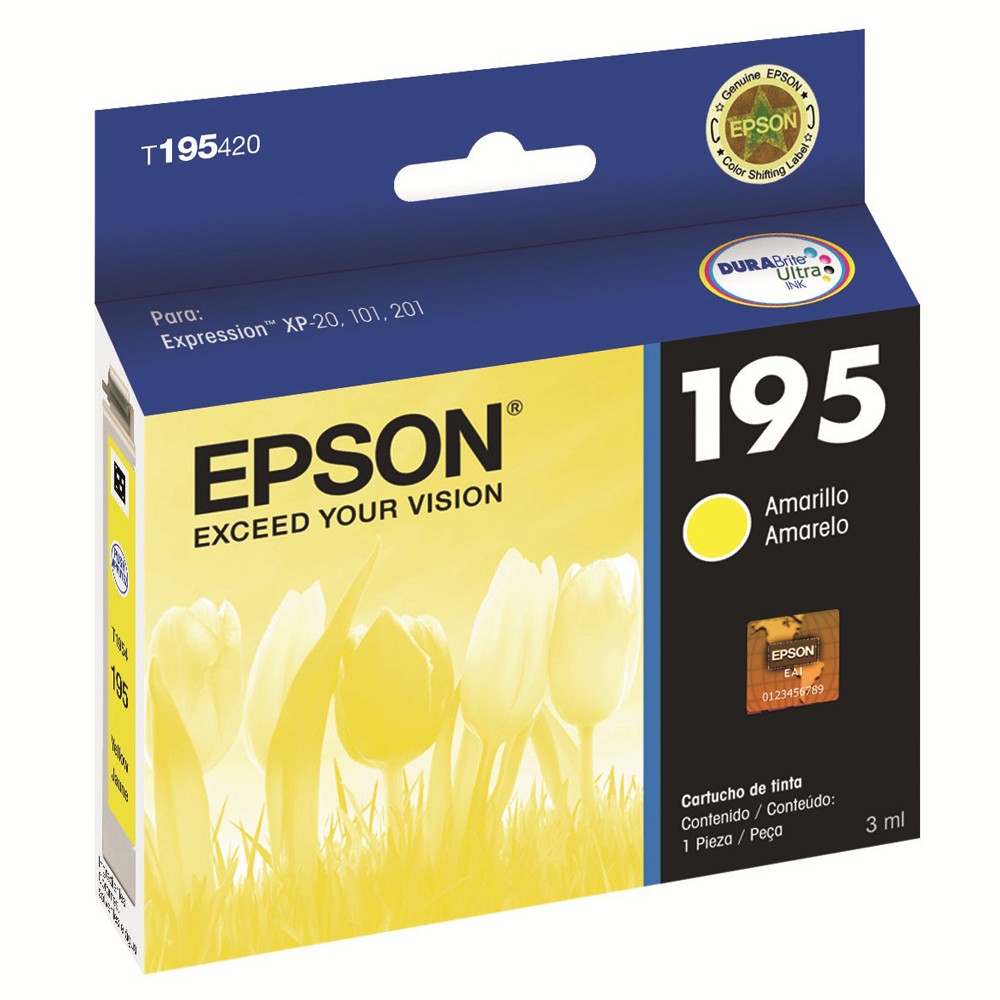 T195420
Genuine EPSON
EPSON
Color Shifting Label
DURABrite
Ultra
INK
Para:
Expression™ XP-20, 101, 201
EPSON®
EXCEED YOUR VISION
195
Amarillo
Amarelo
EPSON
EAI
0123456789
Cartucho de tinta
Contenido / Conteúdo:
1 Pieza / Peça
3 ml
T1954
195
Yellow
Jaune